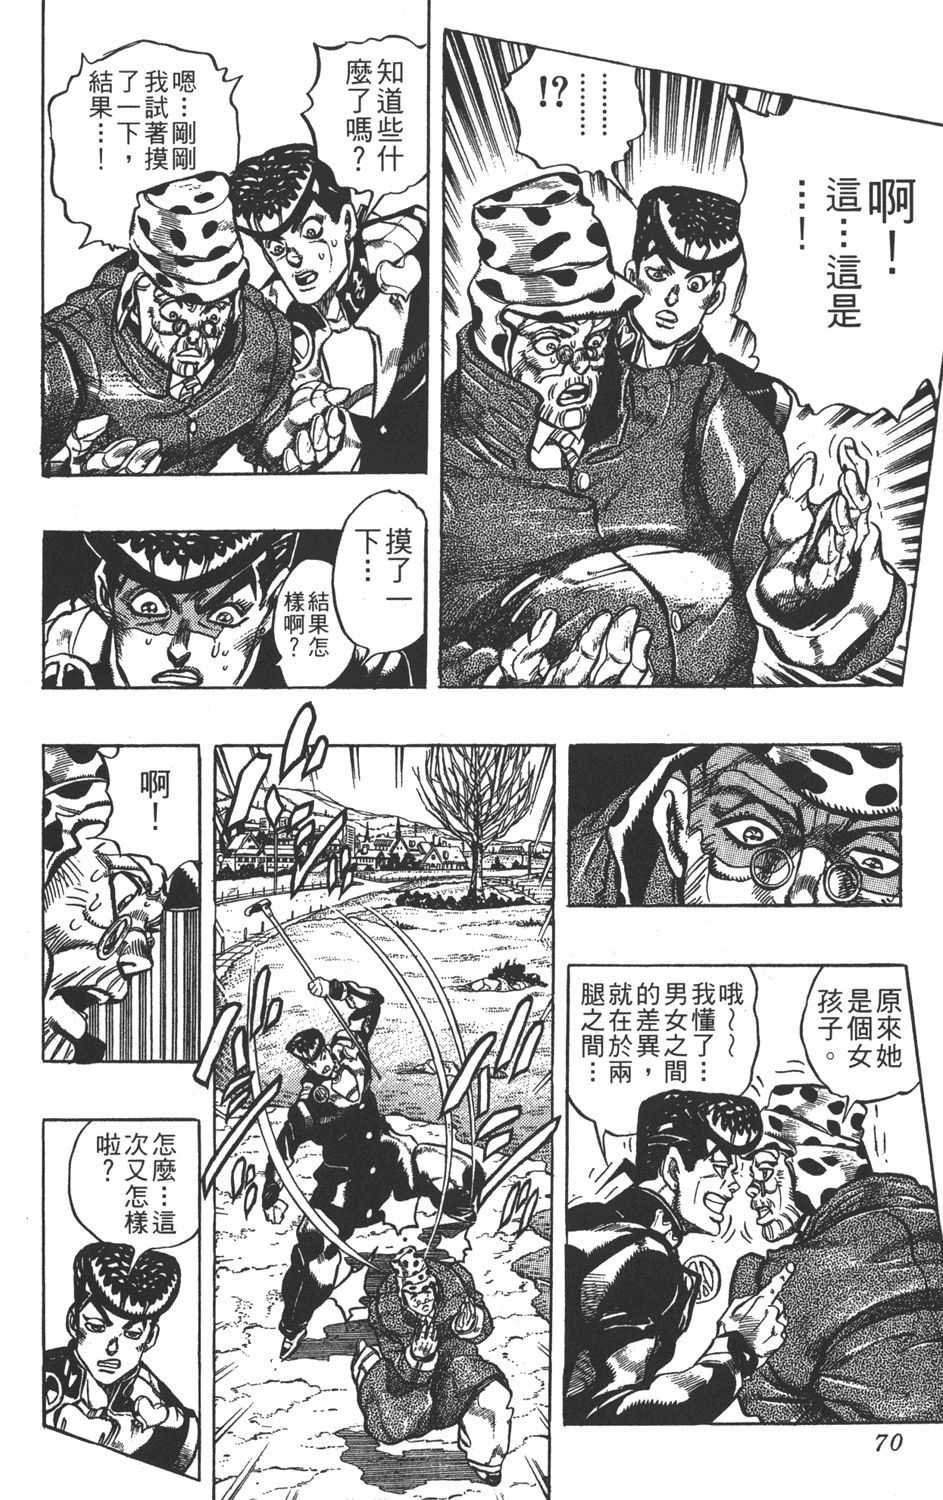 啊！
這…這是
…！
……
……
！？
知道些什
麼了嗎？
嗯…剛剛
我試著摸
了一下，
結果…！
摸了一
下…
結果怎
樣啊？
原來她
是個女
孩子。
哦～～
我懂了…
男女之間
的差異，
就在於兩
腿之間…
啊！
怎麼…這
次又怎樣
啦？
70